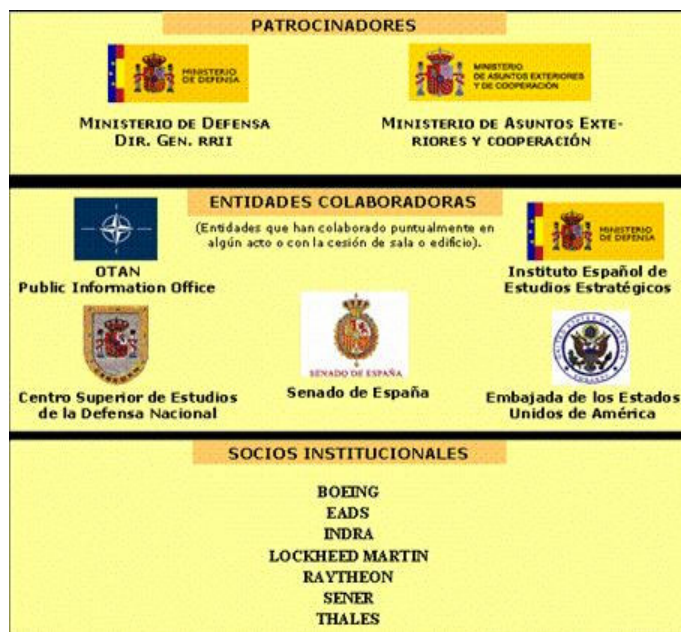 PATROCINADORES
MINISTERIO
DE DEFENSA
MINISTERIO
DE ASUNTOS EXTERIORES
Y DE COOPERACIÓN
MINISTERIO DE DEFENSA
DIR. GEN. RRII
MINISTERIO DE ASUNTOS EXTE-
RIORES Y COOPERACIÓN
ENTIDADES COLABORADORAS
(Entidades que han colaborado puntualmente en
algún acto o con la cesión de sala o edificio).
OTAN
Public Information Office
MINISTERIO
DE DEFENSA
Instituto Español de
Estudios Estratégicos
Centro Superior de Estudios
de la Defensa Nacional
SENADO DE ESPAÑA
Senado de España
Embajada de los Estados
Unidos de América
SOCIOS INSTITUCIONALES
BOEING
EADS
INDRA
LOCKHEED MARTIN
RAYTHEON
SENER
THALES